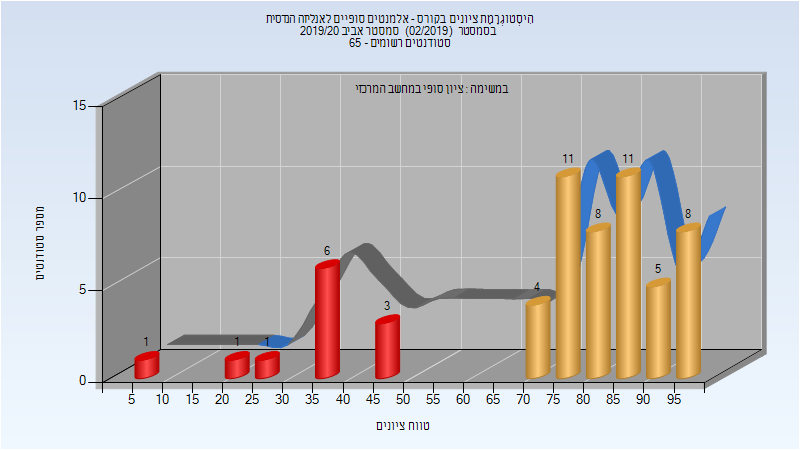 היסטוגרמת ציונים בקורס - אלמנטים סופיים לאנליזה הנדסית
בסמסטר (02/2019) סמסטר אביב 2019/20
סטודנטים רשומים - 65
במשימה : ציון סופי במחשב המרכזי
מספר סטודנטים
15
10
5
0
1
1
1
6
3
4
11
8
11
5
8
5 10 15 20 25 30 35 40 45 50 55 60 65 70 75 80 85 90 95
טווח ציונים